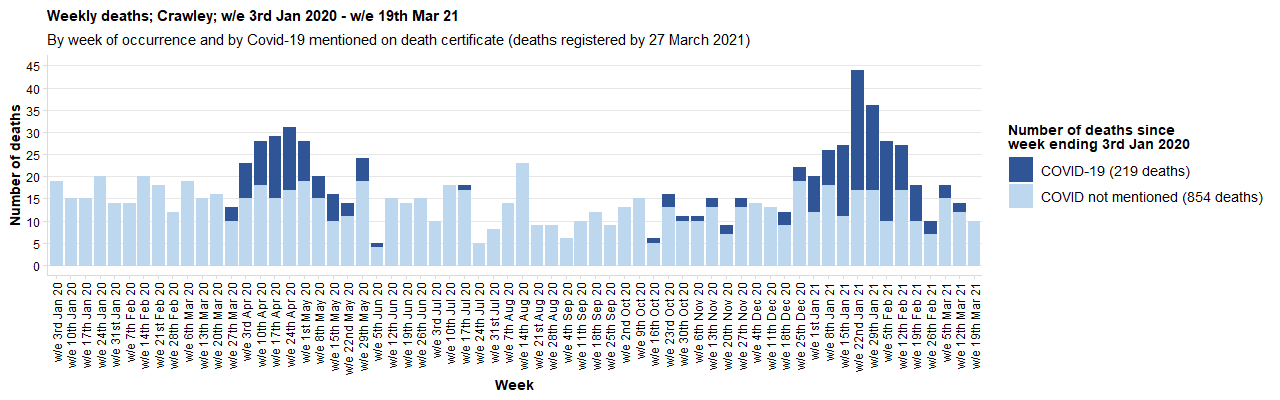 Weekly deaths; Crawley; w/e 3rd Jan 2020 - w/e 19th Mar 21
By week of occurrence and by Covid-19 mentioned on death certificate (deaths registered by 27 March 2021)
Number of deaths
45
40
35
30
25
20
15
10
5
0
w/e 3rd Jan 20
w/e 10th Jan 20
w/e 17th Jan 20
w/e 24th Jan 20
w/e 31st Jan 20
w/e 7th Feb 20
w/e 14th Feb 20
w/e 21st Feb 20
w/e 28th Feb 20
w/e 6th Mar 20
w/e 13th Mar 20
w/e 20th Mar 20
w/e 27th Mar 20
w/e 3rd Apr 20
w/e 10th Apr 20
w/e 17th Apr 20
w/e 24th Apr 20
w/e 1st May 20
w/e 8th May 20
w/e 15th May 20
w/e 22nd May 20
w/e 29th May 20
w/e 5th Jun 20
w/e 12th Jun 20
w/e 19th Jun 20
w/e 26th Jun 20
w/e 3rd Jul 20
w/e 10th Jul 20
w/e 17th Jul 20
w/e 24th Jul 20
w/e 31st Jul 20
w/e 7th Aug 20
w/e 14th Aug 20
w/e 21st Aug 20
w/e 28th Aug 20
w/e 4th Sep 20
w/e 11th Sep 20
w/e 18th Sep 20
w/e 25th Sep 20
w/e 2nd Oct 20
w/e 9th Oct 20
w/e 16th Oct 20
w/e 23rd Oct 20
w/e 30th Oct 20
w/e 6th Nov 20
w/e 13th Nov 20
w/e 20th Nov 20
w/e 27th Nov 20
w/e 4th Dec 20
w/e 11th Dec 20
w/e 18th Dec 20
w/e 25th Dec 20
w/e 1st Jan 21
w/e 8th Jan 21
w/e 15th Jan 21
w/e 22nd Jan 21
w/e 29th Jan 21
w/e 5th Feb 21
w/e 12th Feb 21
w/e 19th Feb 21
w/e 26th Feb 21
w/e 5th Mar 21
w/e 12th Mar 21
w/e 19th Mar 21
Week
Number of deaths since
week ending 3rd Jan 2020
COVID-19 (219 deaths)
COVID not mentioned (854 deaths)